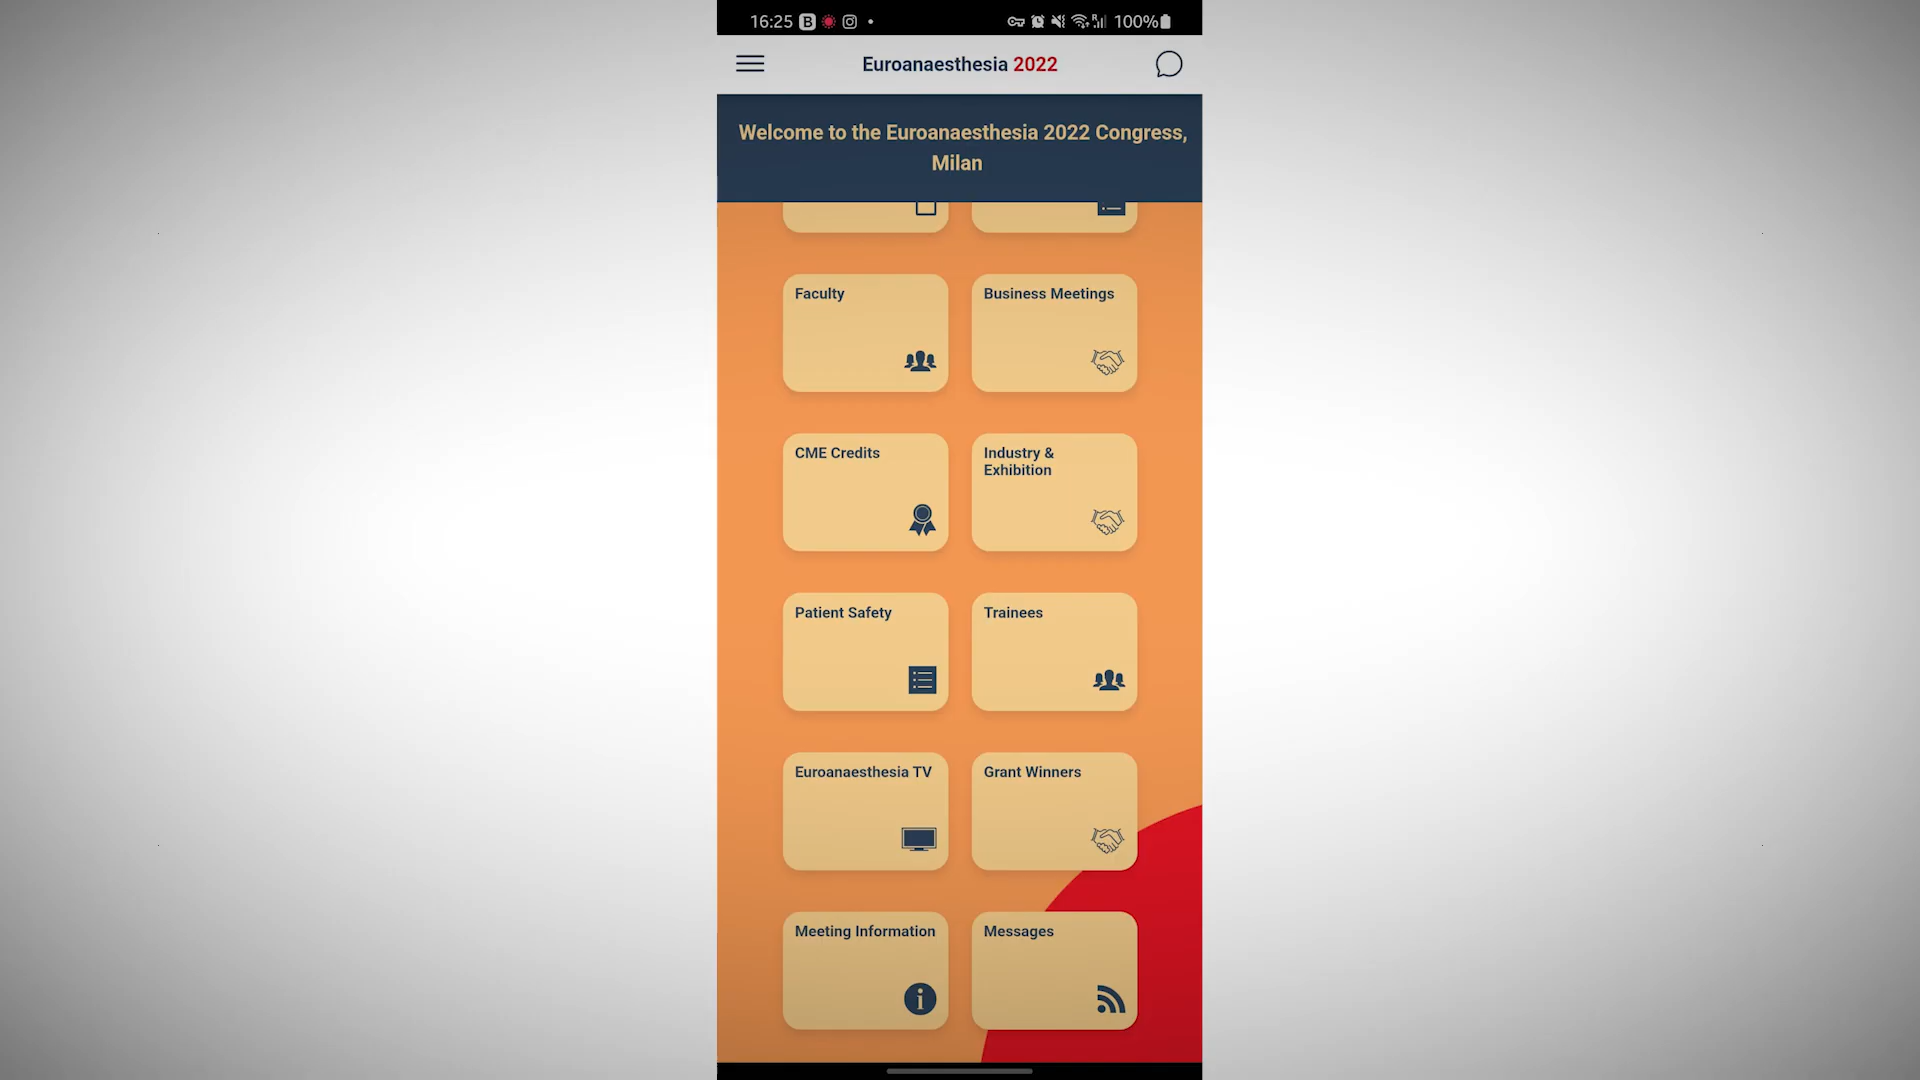 16:25 100%
Euroanaesthesia 2022
Welcome to the Euroanaesthesia 2022 Congress,
Milan
Faculty
Business Meetings
CME Credits
Industry &
Exhibition
Patient Safety
Trainees
Euroanaesthesia TV
Grant Winners
Meeting Information
Messages